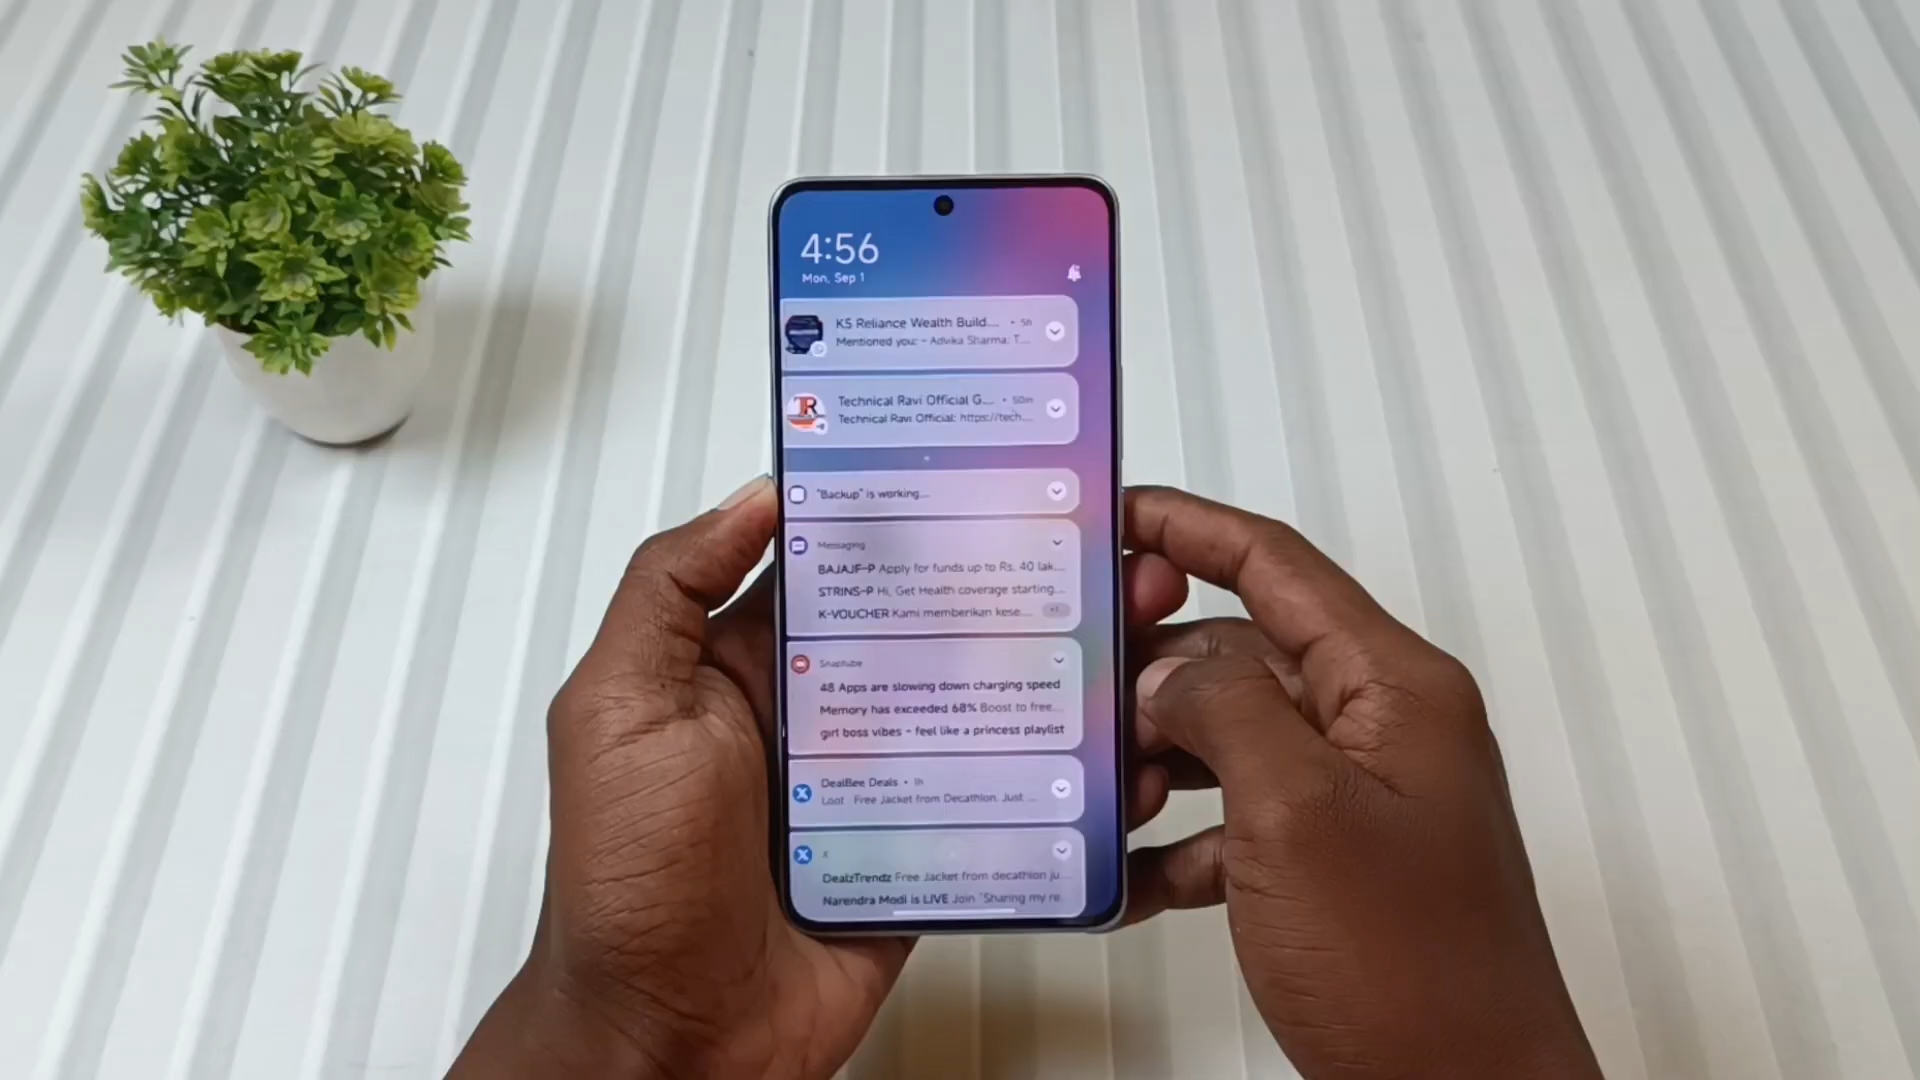 4:56
Mon, Sep 1
KS Reliance Wealth Build... • 5h
Mentioned you: ~ Advika Sharma: T...
TR
Technical Ravi Official G... • 50m
Technical Ravi Official: https://tech...
"Backup" is working...
Messaging
BAJAJF-P Apply for funds up to Rs. 40 lak...
STRINS-P Hi, Get Health coverage starting...
K-VOUCHER Kami memberikan kese... +1
Snaptube
48 Apps are slowing down charging speed
Memory has exceeded 68% Boost to free...
girl boss vibes - feel like a princess playlist
DealBee Deals • 1h
Loot : Free Jacket from Decathlon. Just ...
X
DealzTrendz Free Jacket from decathlon ju...
Narendra Modi is LIVE Join "Sharing my re